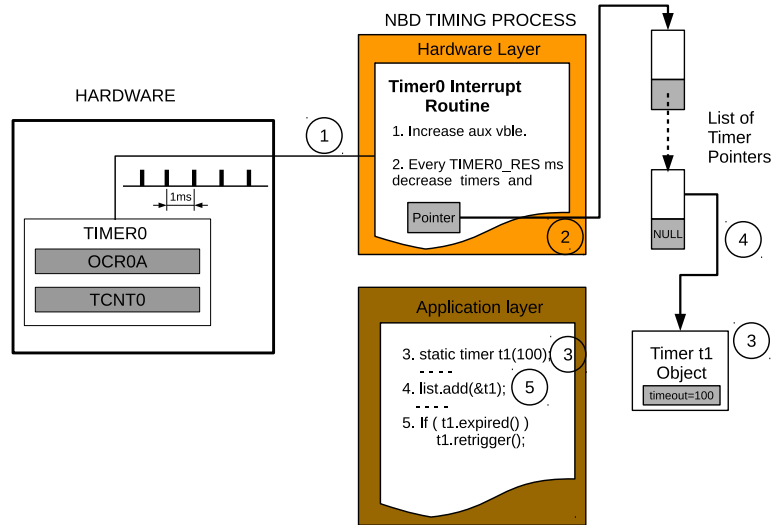 NBD TIMING PROCESS
HARDWARE
Hardware Layer
Timer0 Interrupt
Routine
1. Increase aux vble.
2. Every TIMER0_RES ms
decrease timers and
Pointer
1
2
1ms
TIMER0
OCR0A
TCNT0
List of
Timer
Pointers
NULL
4
Application layer
3. static timer t1(100);
3
- - - -
4. list.add(&t1);
5
- - - -
5. If ( t1.expired() )
t1.retrigger();
Timer t1
Object
timeout=100
3